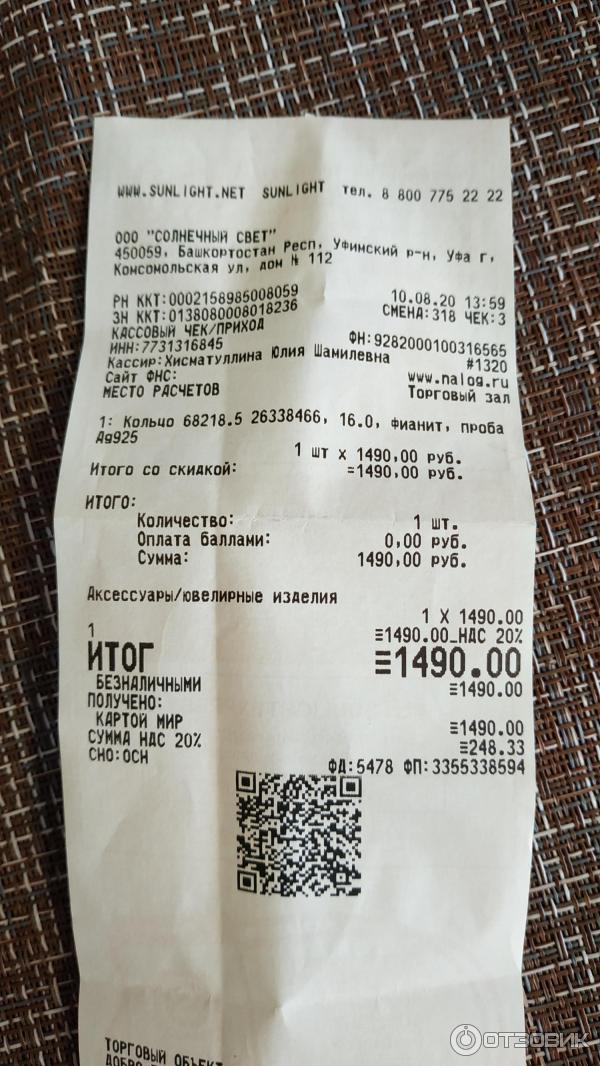 WWW.SUNLIGHT.NET SUNLIGHT тел. 8 800 775 22 22
ООО "СОЛНЕЧНЫЙ СВЕТ"
450059, Башкортостан Респ, Уфимский р-н, Уфа г,
Комсомольская ул, дом № 112
РН ККТ:0002158985008059 10.08.20 13:59
ЗН ККТ:0138080008018236 СМЕНА:318 ЧЕК:3
КАССОВЫЙ ЧЕК/ПРИХОД
ИНН:7731316845 ФН:9282000100316565
Кассир:Хисматуллина Юлия Шамилевна #1320
Сайт ФНС: www.nalog.ru
МЕСТО РАСЧЕТОВ Торговый зал
1: Кольцо 68218.5 26338466, 16.0, фианит, проба
Ag925
1 шт X 1490,00 руб.
Итого со скидкой: =1490,00 руб.
ИТОГО:
Количество: 1 шт.
Оплата баллами: 0,00 руб.
Сумма: 1490,00 руб.
Аксессуары/ювелирные изделия
1 X 1490.00
1 ≡1490.00_НДС 20%
ИТОГ ≡1490.00
БЕЗНАЛИЧНЫМИ ≡1490.00
ПОЛУЧЕНО:
КАРТОЙ МИР ≡1490.00
СУММА НДС 20% ≡248.33
СНО:ОСН ФД:5478 ФП:3355338594
ТОРГОВЫЙ ОБЪЕКТ
ОТЗОВИК